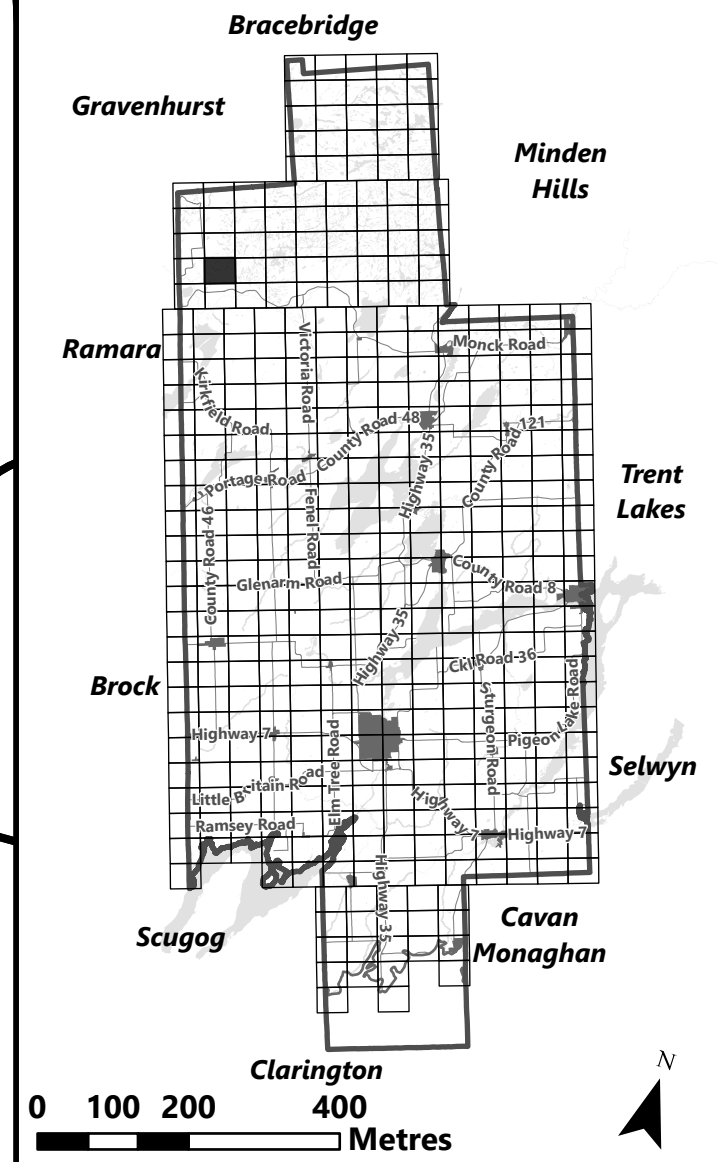 Bracebridge
Gravenhurst
Minden
Hills
Ramara
Monck Road
Victoria Road
Kirkfield Road
County Road 48
County Road 121
Highway 35
Portage Road
Trent
Lakes
Fenel Road
County Road 46
County Road 8
Glenarm Road
Highway 35
Ckl Road 36
Brock
Sturgeon Road
Pigeon Lake Road
Highway 7
Elm Tree Road
Selwyn
Little Britain Road
Highway 7
Ramsey Road
Highway 7
Highway 35
Cavan
Monaghan
Scugog
Clarington
N
0 100 200 400
Metres